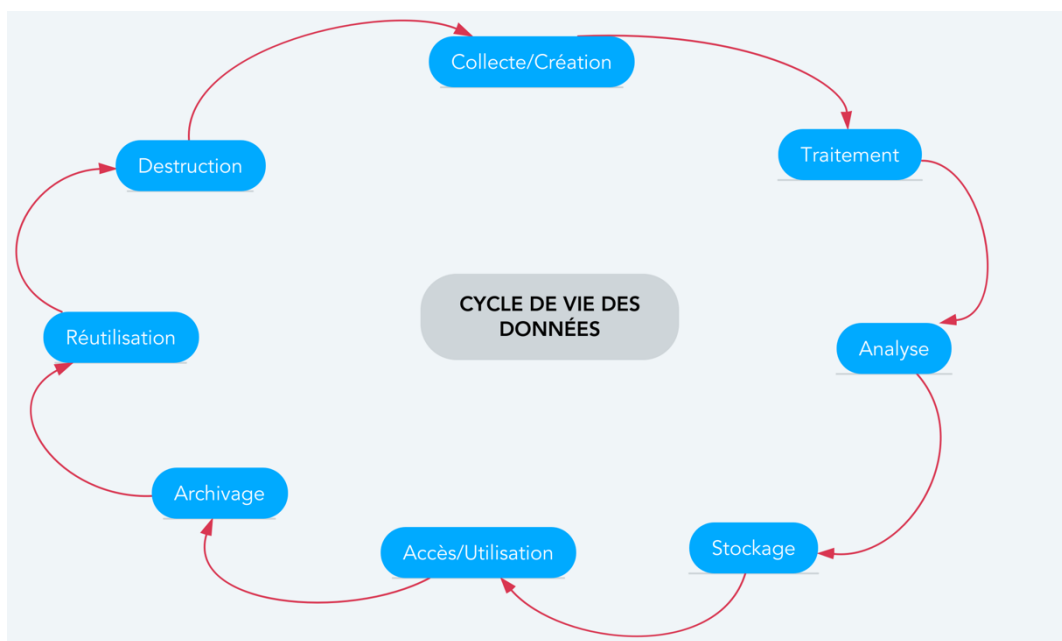 Collecte/Création
Traitement
Analyse
Stockage
Accès/Utilisation
Archivage
Réutilisation
Destruction
CYCLE DE VIE DES
DONNÉES